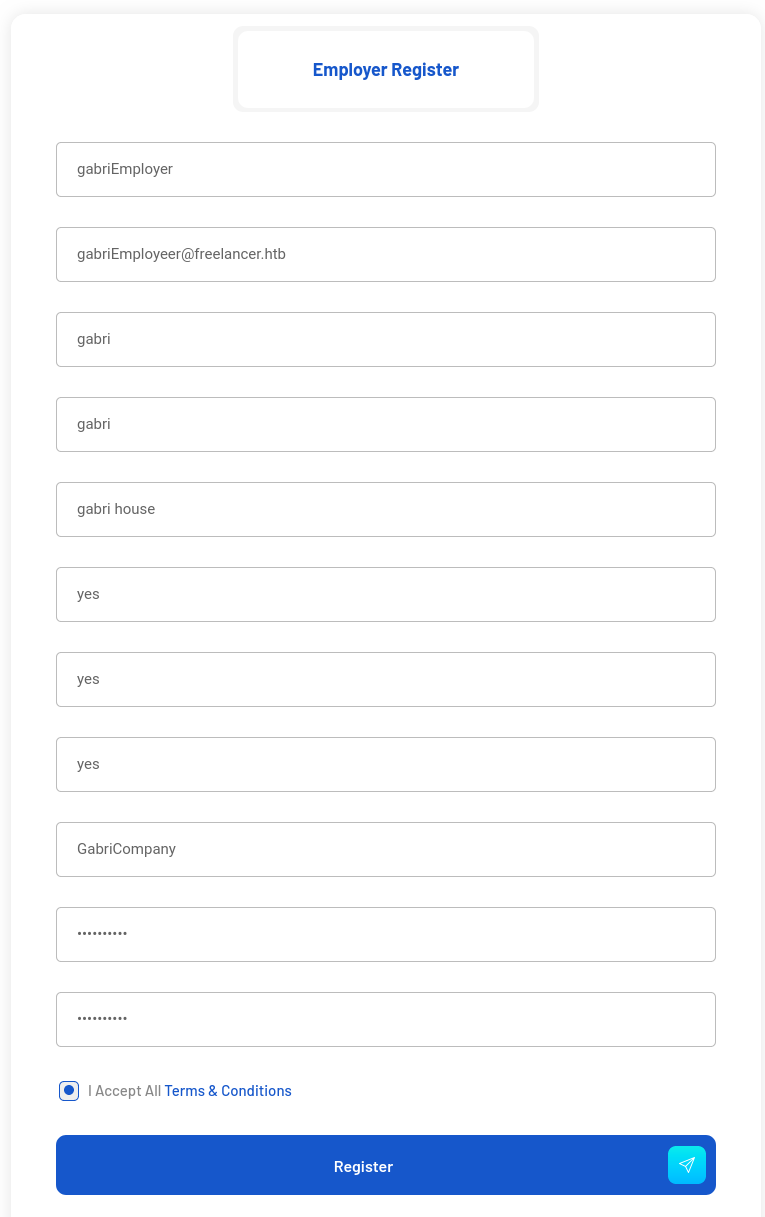 Employer Register
gabriEmployer
gabriEmployeer@freelancer.htb
gabri
gabri
gabri house
yes
yes
yes
GabriCompany
••••••••••
••••••••••
I Accept All Terms & Conditions
Register